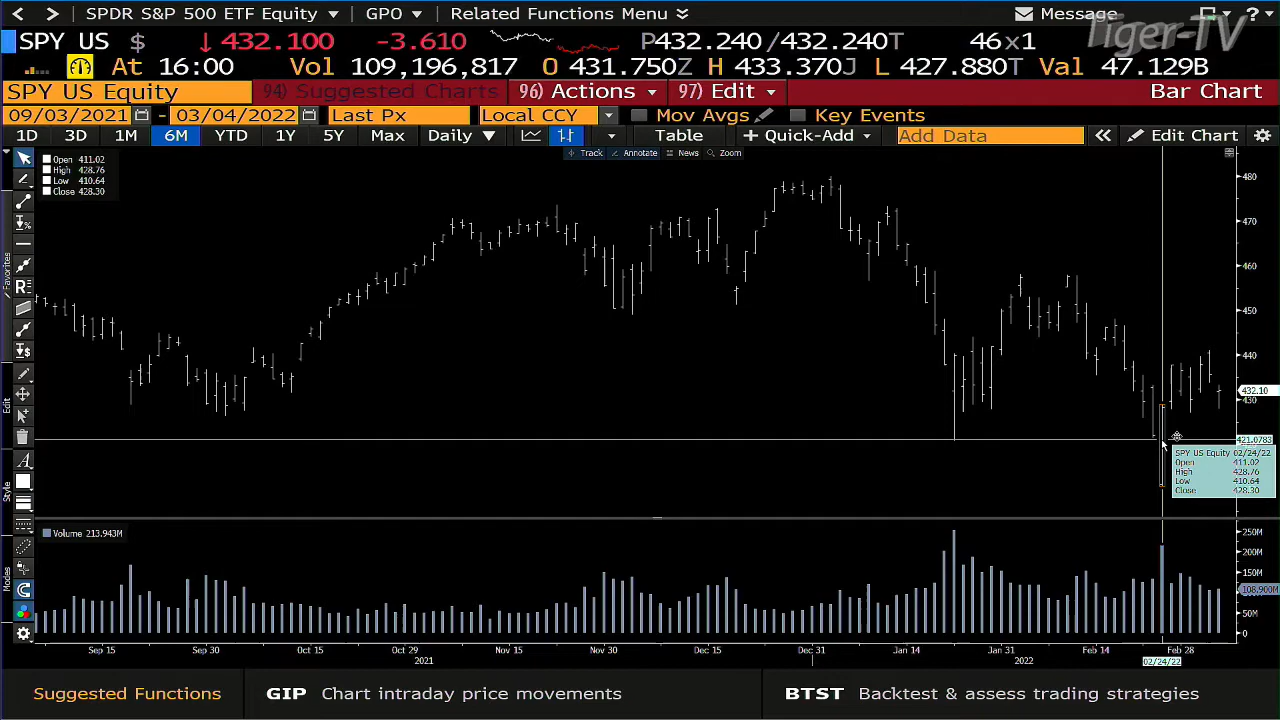 SPDR S&P 500 ETF Equity GPO Related Functions Menu Message ?
Tiger-TV
SPY US $ ↓ 432.100 -3.610 P432.240/432.240T 46x1
At 16:00 Vol 109,196,817 O 431.750Z H 433.370J L 427.880T Val 47.129B
SPY US Equity 94) Suggested Charts 96) Actions 97) Edit Bar Chart
09/03/2021 - 03/04/2022 Last Px Local CCY Mov Avgs Key Events
1D 3D 1M 6M YTD 1Y 5Y Max Daily Table + Quick-Add Add Data Edit Chart
Track Annotate News Zoom
Open 411.02
High 428.76
Low 410.64
Close 428.30
480
470
460
450
440
432.10
430
421.0783
SPY US Equity 02/24/22
Open 411.02
High 428.76
Low 410.64
Close 428.30
Favorites
Edit
Style
Modes
Volume 213.943M
250M
200M
150M
108.900M
50M
0
Sep 15 Sep 30 Oct 15 Oct 29 Nov 15 Nov 30 Dec 15 Dec 31 Jan 14 Jan 31 Feb 14 Feb 28
2021 2022 02/24/22
Suggested Functions GIP Chart intraday price movements BTST Backtest & assess trading strategies